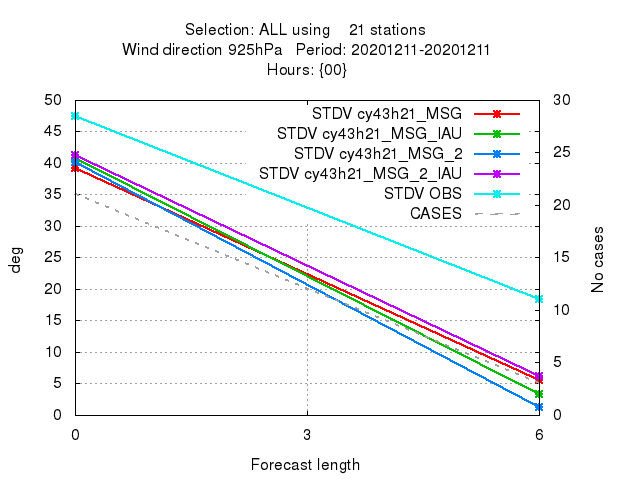 Selection: ALL using    21 stations
Wind direction 925hPa   Period: 20201211-20201211
Hours: {00}
50
45
40
35
30
25
20
15
10
5
0
30
25
20
15
10
5
0
STDV cy43h21_MSG
STDV cy43h21_MSG_IAU
STDV cy43h21_MSG_2
STDV cy43h21_MSG_2_IAU
STDV OBS
CASES
deg
No cases
0
3
6
Forecast length